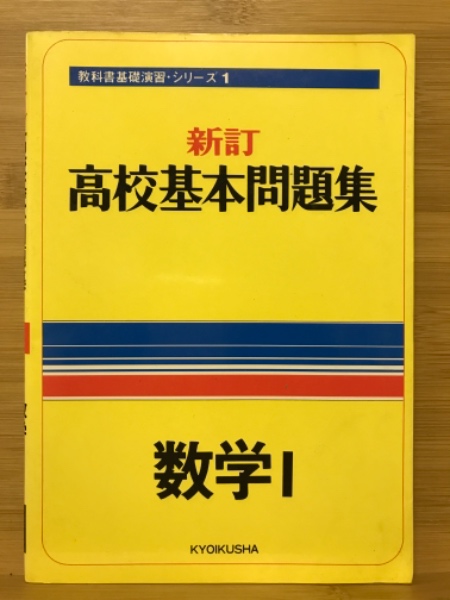 教科書基礎演習・シリーズ1
新訂
高校基本問題集
数学I
KYOIKUSHA